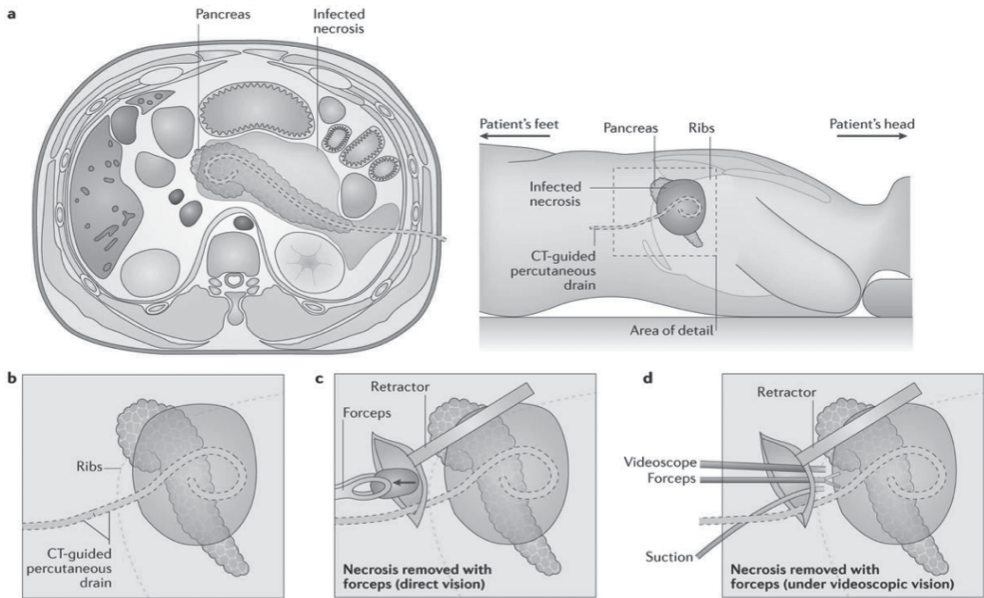 a
Pancreas
Infected
necrosis
Patient's feet
Pancreas
Ribs
Patient's head
Infected
necrosis
CT-guided
percutaneous
drain
Area of detail
b
Ribs
CT-guided
percutaneous
drain
c
Retractor
Forceps
Necrosis removed with
forceps (direct vision)
d
Retractor
Videoscope
Forceps
Suction
Necrosis removed with
forceps (under videoscopic vision)